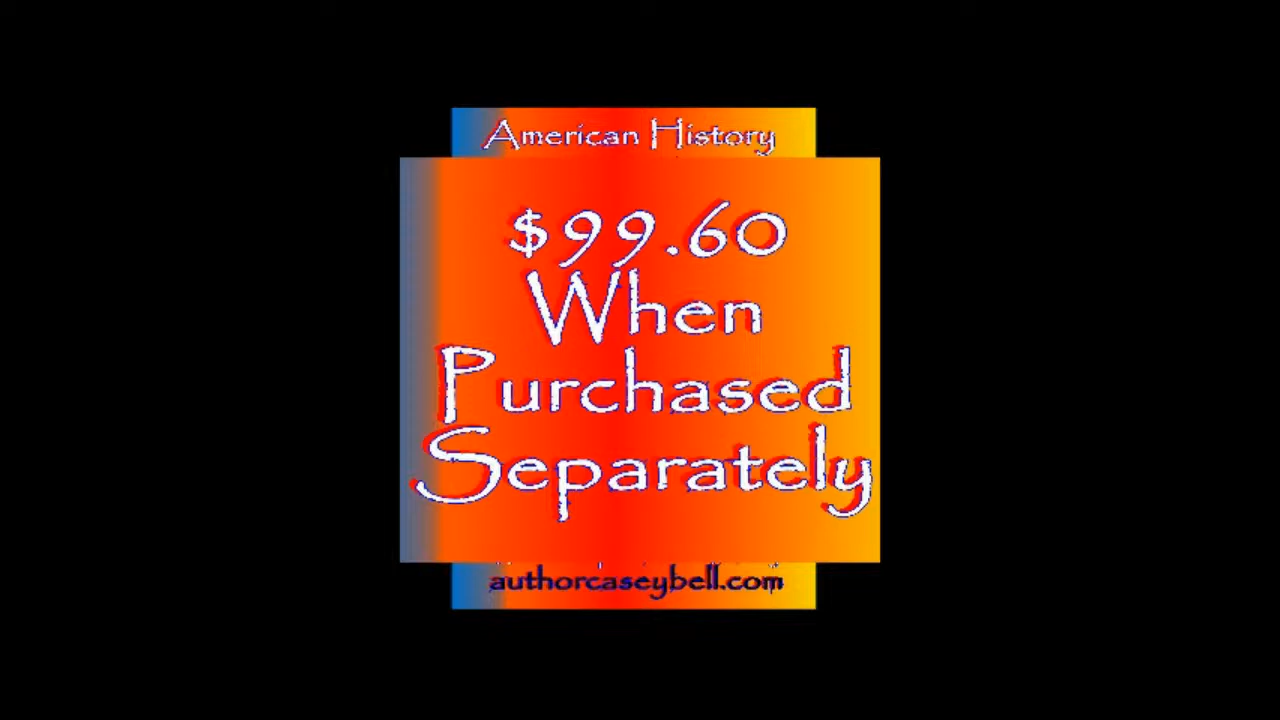 American History
$99.60
When
Purchased
Separately
authorcaseybell.com